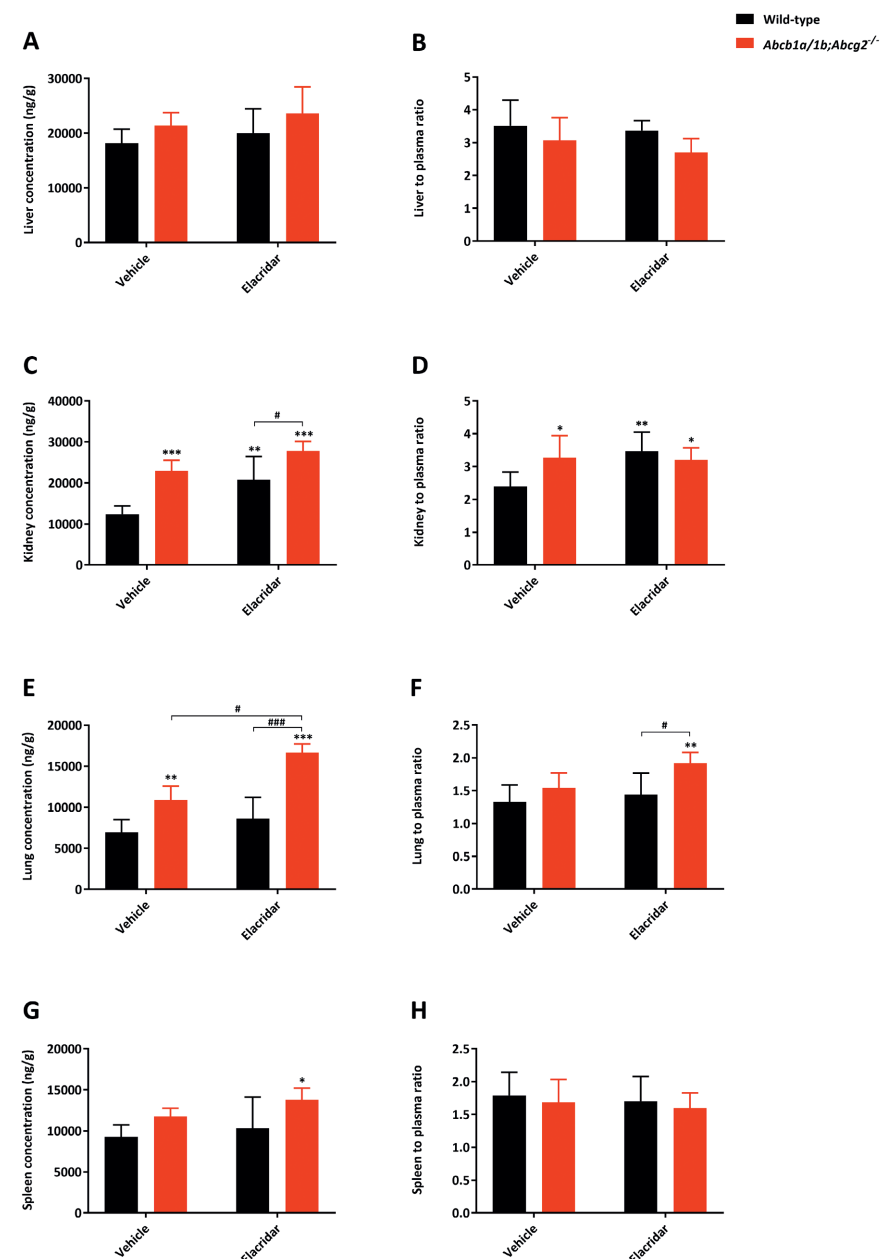 Wild-type
Abcb1a/1b;Abcg2-/-
A
Liver concentration (ng/g)
30000
20000
10000
0
Vehicle
Elacridar
B
Liver to plasma ratio
5
4
3
2
1
0
Vehicle
Elacridar
C
Kidney concentration (ng/g)
40000
30000
20000
10000
0
***
**
#
***
Vehicle
Elacridar
D
Kidney to plasma ratio
5
4
3
2
1
0
*
**
*
Vehicle
Elacridar
E
Lung concentration (ng/g)
20000
15000
10000
5000
0
#
###
**
***
Vehicle
Elacridar
F
Lung to plasma ratio
2.5
2.0
1.5
1.0
0.5
0.0
#
**
Vehicle
Elacridar
G
Spleen concentration (ng/g)
20000
15000
10000
5000
0
*
Vehicle
Elacridar
H
Spleen to plasma ratio
2.5
2.0
1.5
1.0
0.5
0.0
Vehicle
Elacridar